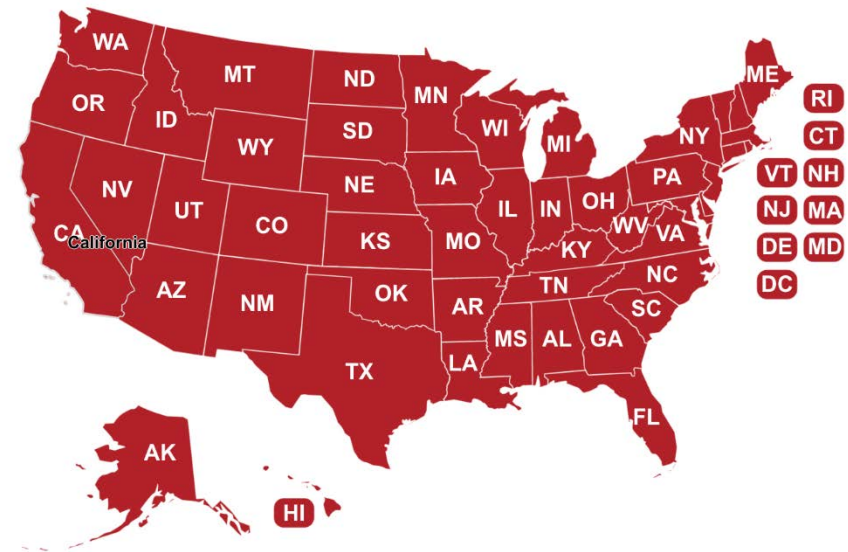 WA
MT
ND
MN
ME
OR
ID
SD
WI
MI
NY
RI
WY
CT
NV
NE
IA
PA
VT
NH
UT
CO
IL
IN
OH
NJ
MA
CA
California
KS
MO
WV
VA
KY
DE
MD
AZ
NM
OK
AR
TN
NC
DC
SC
TX
LA
MS
AL
GA
FL
AK
HI